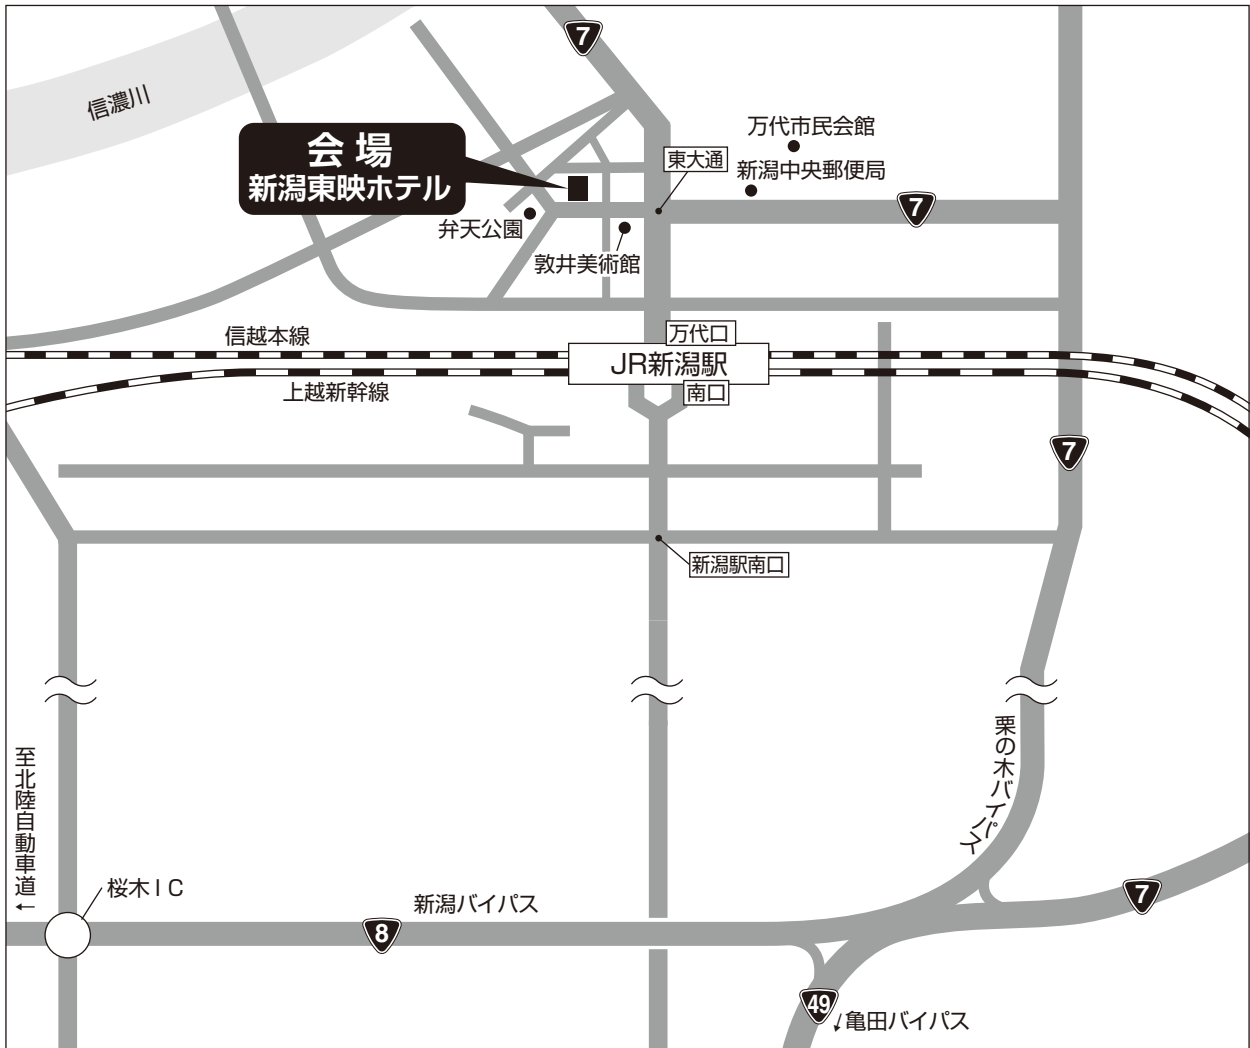 7
信濃川
万代市民会館
会場
東大通
新潟中央郵便局
新潟東映ホテル
7
弁天公園
敦井美術館
信越本線
万代口
JR新潟駅
上越新幹線
南口
7
新潟駅南口
栗の木バイパス
至北陸自動車道
←
桜木IC
新潟バイパス
7
8
49
↓亀田バイパス